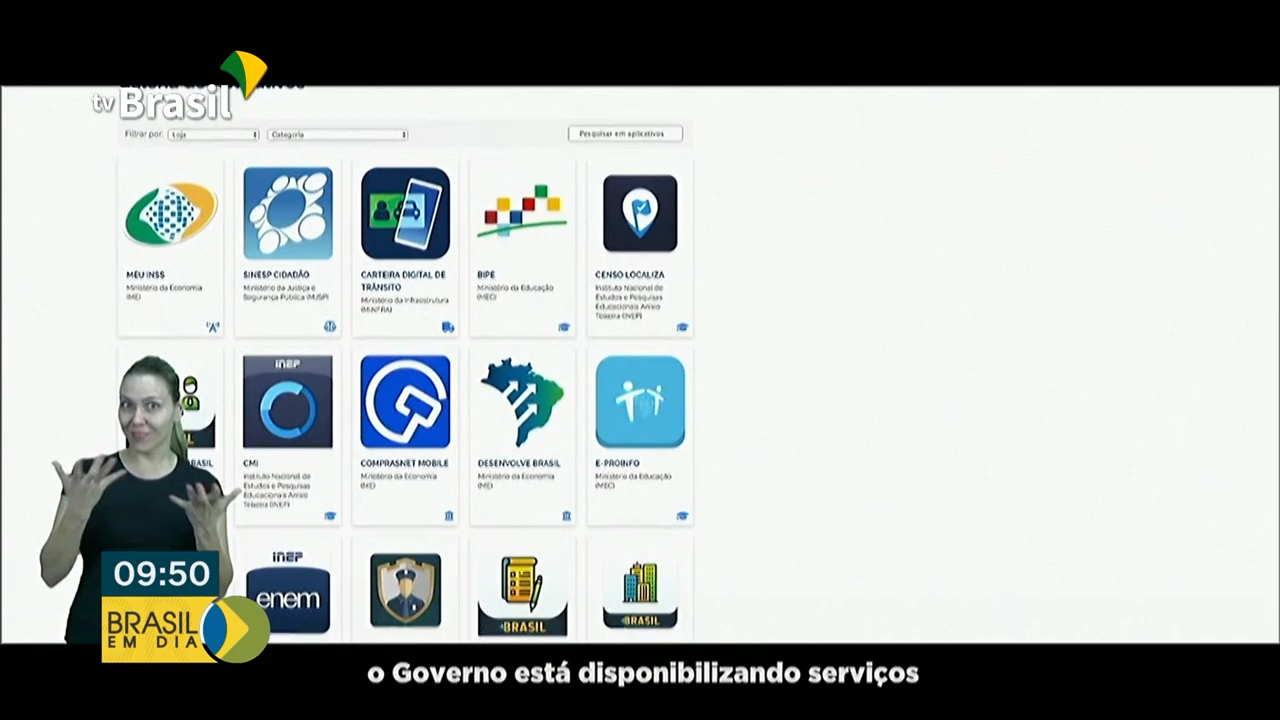 tv Brasil
Filtrar por: Loja Categoria Pesquisar em aplicativos
MEU INSS
Ministério da Economia
(ME)
SINESP CIDADÃO
Ministério da Justiça e
Segurança Pública (MJSP)
CARTEIRA DIGITAL DE
TRÂNSITO
Ministério da Infraestrutura
(MINFRA)
BIPE
Ministério da Educação
(MEC)
CENSO LOCALIZA
Instituto Nacional de
Estudos e Pesquisas
Educacionais Anísio
Teixeira (INEP)
BRASIL
INEP
CMI
Instituto Nacional de
Estudos e Pesquisas
Educacionais Anísio
Teixeira (INEP)
COMPRASNET MOBILE
Ministério da Economia
(ME)
DESENVOLVE BRASIL
Ministério da Economia
(ME)
E-PROINFO
Ministério da Educação
(MEC)
INEP
enem
+BRASIL
+BRASIL
09:50
BRASIL
EM DIA
o Governo está disponibilizando serviços